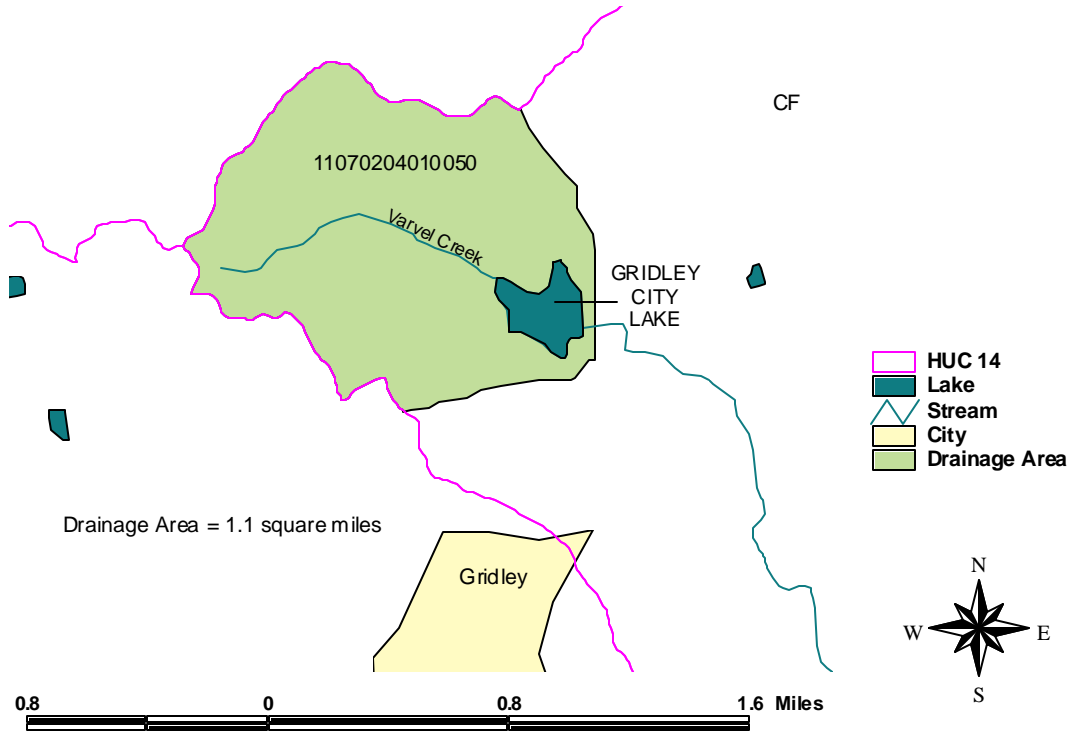 CF
11070204010050
Varvel Creek
GRIDLEY
CITY
LAKE
HUC 14
Lake
Stream
City
Drainage Area
Drainage Area = 1.1 square miles
Gridley
N
W
E
S
0.8 0 0.8 1.6 Miles